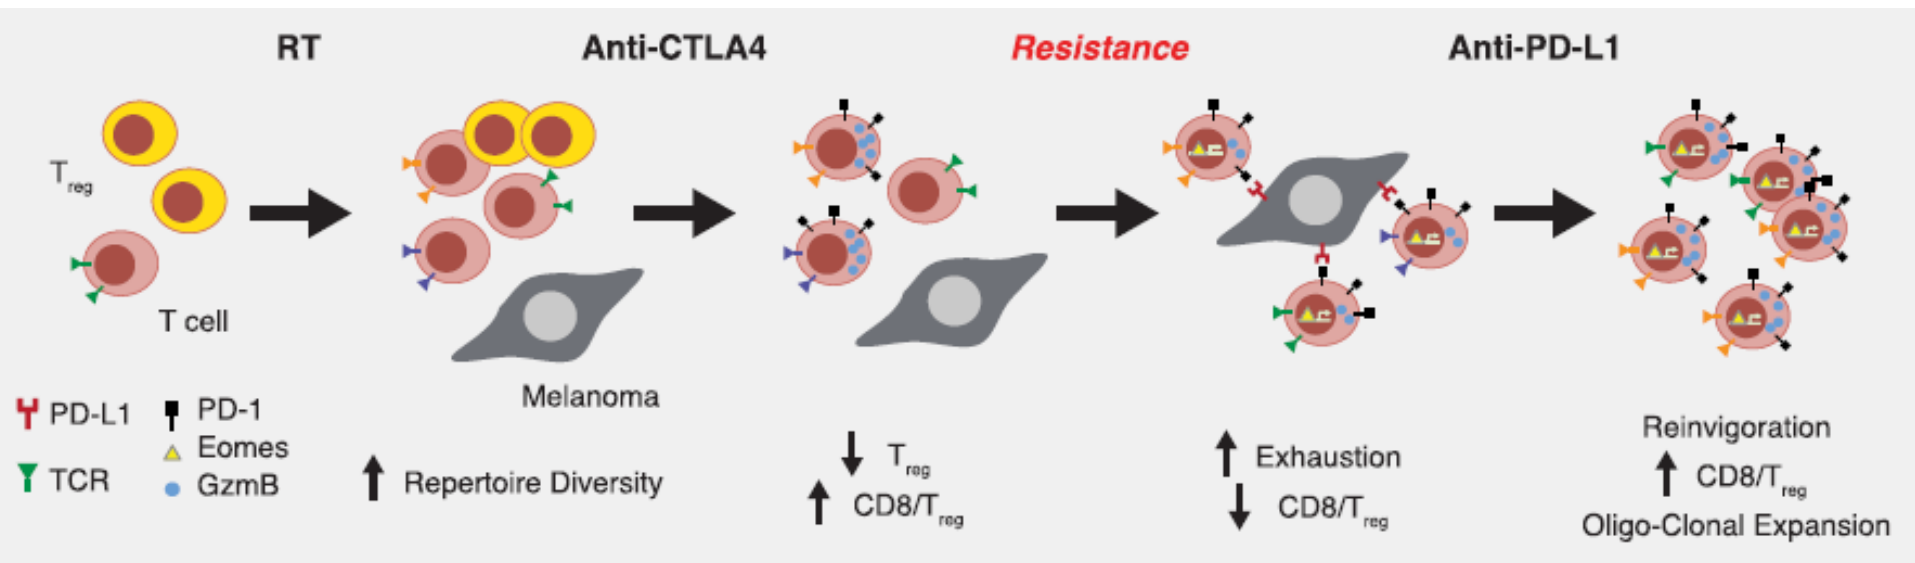 RT
Anti-CTLA4
Resistance
Anti-PD-L1
Treg
T cell
Melanoma
PD-L1
PD-1
Eomes
TCR
GzmB
Repertoire Diversity
Treg
CD8/Treg
Exhaustion
CD8/Treg
Reinvigoration
CD8/Treg
Oligo-Clonal Expansion